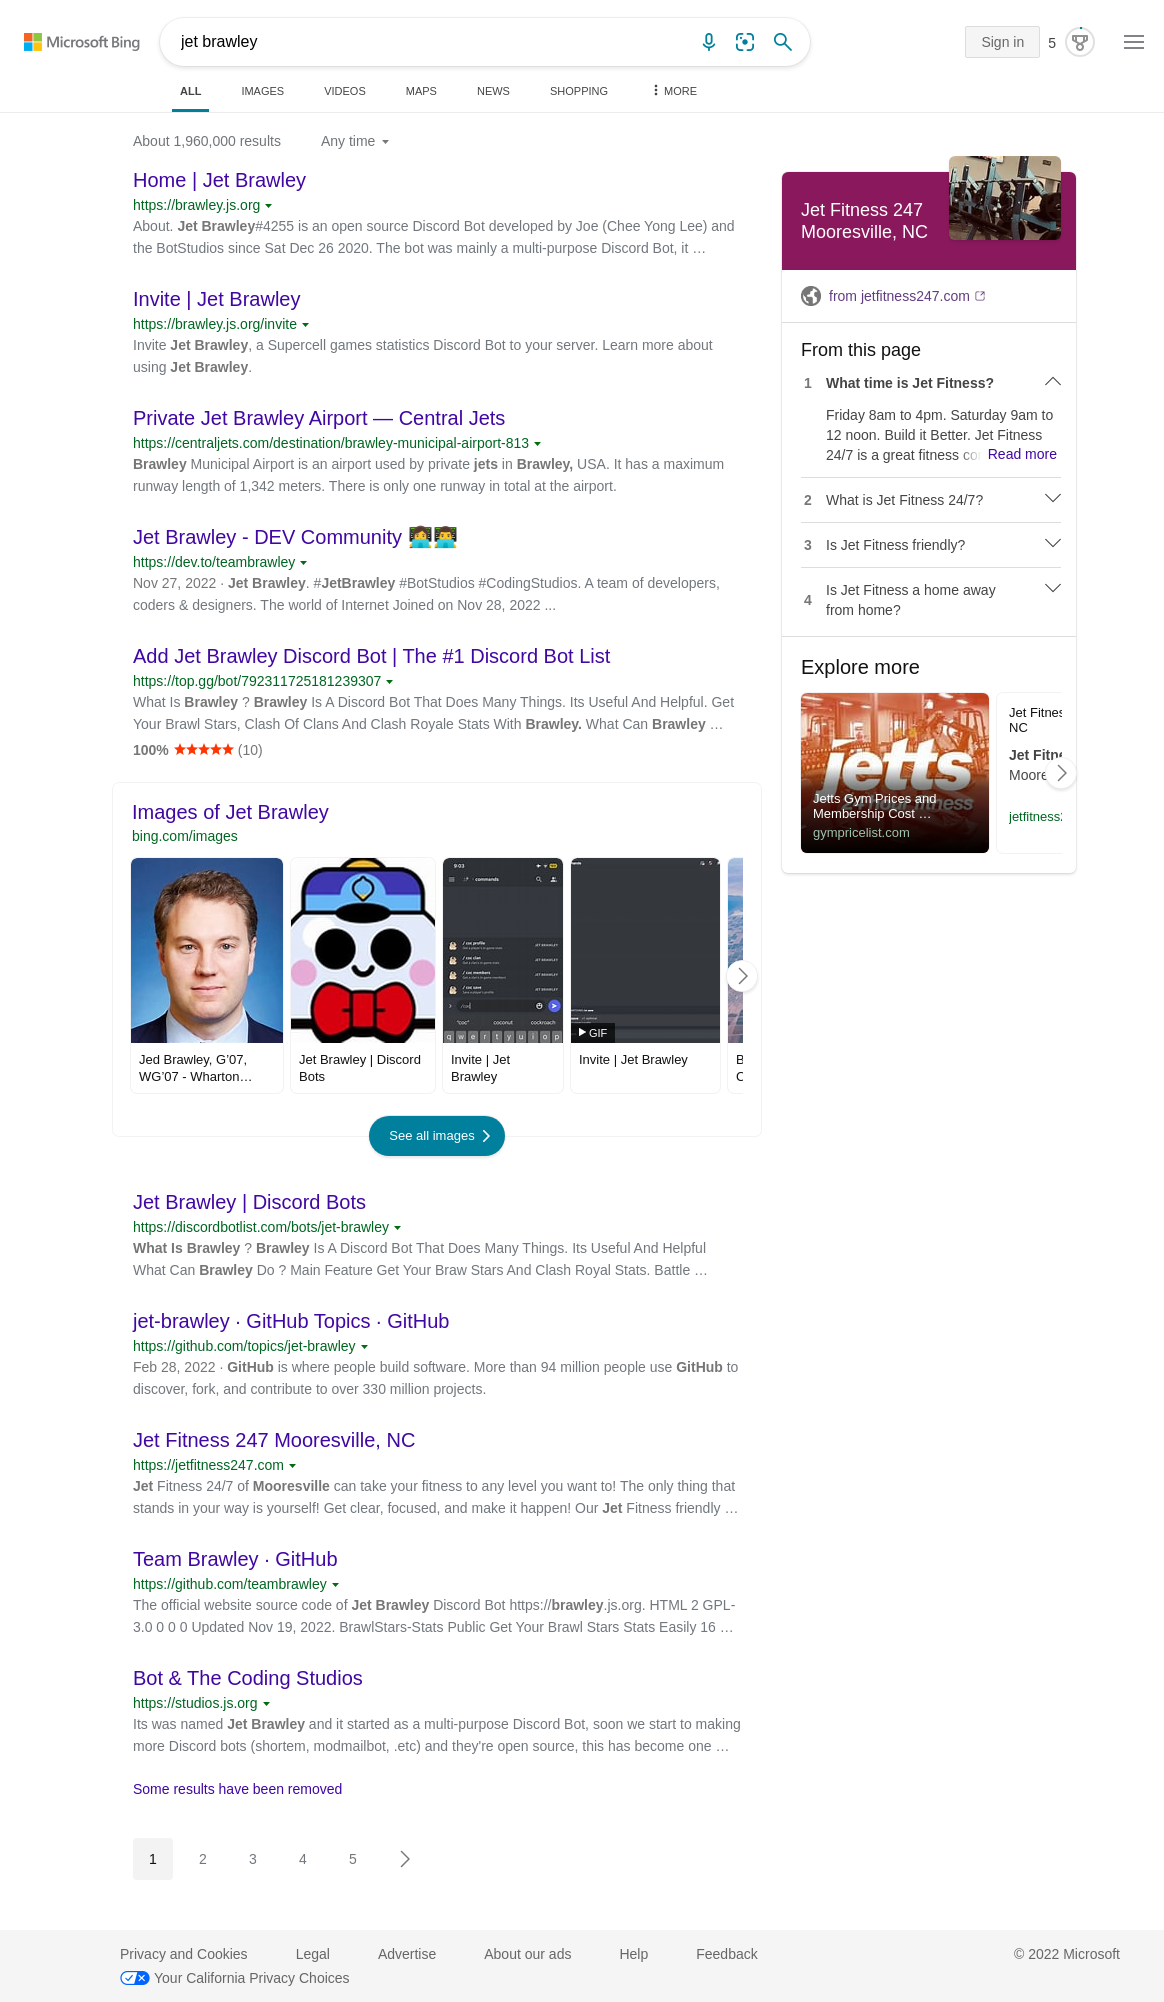 Microsoft Bing
jet brawley
Sign in
5
ALL
IMAGES
VIDEOS
MAPS
NEWS
SHOPPING
MORE
About 1,960,000 results
Any time
Home | Jet Brawley
https://brawley.js.org
About. Jet Brawley#4255 is an open source Discord Bot developed by Joe (Chee Yong Lee) and
the BotStudios since Sat Dec 26 2020. The bot was mainly a multi-purpose Discord Bot, it …
Invite | Jet Brawley
https://brawley.js.org/invite
Invite Jet Brawley, a Supercell games statistics Discord Bot to your server. Learn more about
using Jet Brawley.
Private Jet Brawley Airport — Central Jets
https://centraljets.com/destination/brawley-municipal-airport-813
Brawley Municipal Airport is an airport used by private jets in Brawley, USA. It has a maximum
runway length of 1,342 meters. There is only one runway in total at the airport.
Jet Brawley - DEV Community 👩‍💻👨‍💻
https://dev.to/teambrawley
Nov 27, 2022 · Jet Brawley. #JetBrawley #BotStudios #CodingStudios. A team of developers,
coders & designers. The world of Internet Joined on Nov 28, 2022 ...
Add Jet Brawley Discord Bot | The #1 Discord Bot List
https://top.gg/bot/792311725181239307
What Is Brawley ? Brawley Is A Discord Bot That Does Many Things. Its Useful And Helpful. Get
Your Brawl Stars, Clash Of Clans And Clash Royale Stats With Brawley. What Can Brawley …
100% ★★★★★ (10)
Images of Jet Brawley
bing.com/images
9:03
commands
/ coc profile
JET BRAWLEY
/ coc clan
JET BRAWLEY
/ coc members
JET BRAWLEY
/ coc save
JET BRAWLEY
/co
"coc"
coconut
cockroach
q w e r t y u i o p
GIF
Jed Brawley, G'07,
WG'07 - Wharton…
Jet Brawley | Discord
Bots
Invite | Jet
Brawley
Invite | Jet Brawley
B
C
See all images
Jet Brawley | Discord Bots
https://discordbotlist.com/bots/jet-brawley
What Is Brawley ? Brawley Is A Discord Bot That Does Many Things. Its Useful And Helpful
What Can Brawley Do ? Main Feature Get Your Braw Stars And Clash Royal Stats. Battle …
jet-brawley · GitHub Topics · GitHub
https://github.com/topics/jet-brawley
Feb 28, 2022 · GitHub is where people build software. More than 94 million people use GitHub to
discover, fork, and contribute to over 330 million projects.
Jet Fitness 247 Mooresville, NC
https://jetfitness247.com
Jet Fitness 24/7 of Mooresville can take your fitness to any level you want to! The only thing that
stands in your way is yourself! Get clear, focused, and make it happen! Our Jet Fitness friendly …
Team Brawley · GitHub
https://github.com/teambrawley
The official website source code of Jet Brawley Discord Bot https://brawley.js.org. HTML 2 GPL-
3.0 0 0 0 Updated Nov 19, 2022. BrawlStars-Stats Public Get Your Brawl Stars Stats Easily 16 …
Bot & The Coding Studios
https://studios.js.org
Its was named Jet Brawley and it started as a multi-purpose Discord Bot, soon we start to making
more Discord bots (shortem, modmailbot, .etc) and they're open source, this has become one …
Some results have been removed
1
2
3
4
5
Jet Fitness 247
Mooresville, NC
from jetfitness247.com
From this page
1 What time is Jet Fitness?
Friday 8am to 4pm. Saturday 9am to
12 noon. Build it Better. Jet Fitness
24/7 is a great fitness co Read more
2 What is Jet Fitness 24/7?
3 Is Jet Fitness friendly?
4 Is Jet Fitness a home away
from home?
Explore more
jetts
24 hour fitness
Jetts Gym Prices and
Membership Cost …
gympricelist.com
Jet Fitnes
NC
Jet Fitne
Moore
jetfitness2
Privacy and Cookies
Legal
Advertise
About our ads
Help
Feedback
© 2022 Microsoft
Your California Privacy Choices